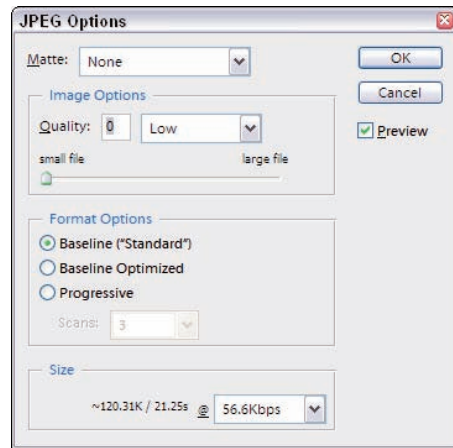 JPEG Options
Matte: None
OK
Cancel
Preview
Image Options
Quality: 0 Low
small file large file
Format Options
Baseline ("Standard")
Baseline Optimized
Progressive
Scans: 3
Size
~120.31K / 21.25s @ 56.6Kbps